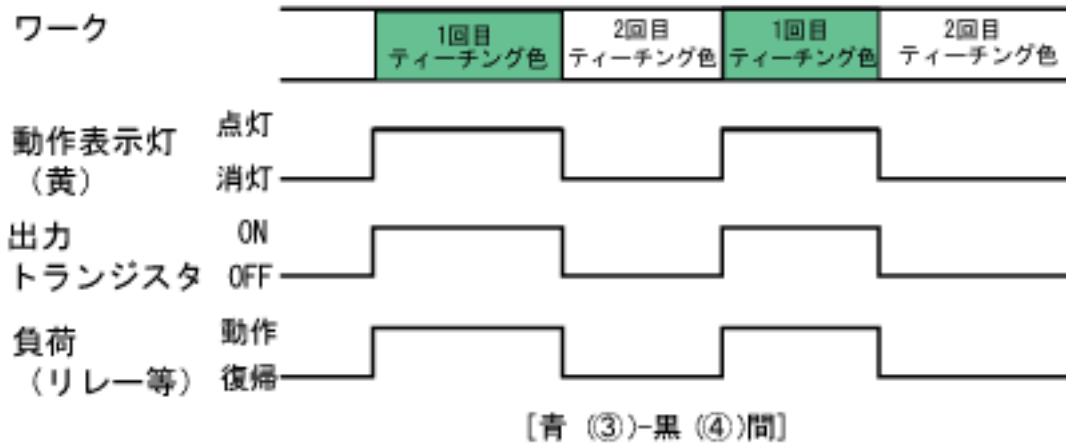 ワーク
1回目
ティーチング色
2回目
ティーチング色
1回目
ティーチング色
2回目
ティーチング色
動作表示灯
（黄）
点灯
消灯
出力
トランジスタ
ON
OFF
負荷
（リレー等）
動作
復帰
[青（③）-黒（④）間]